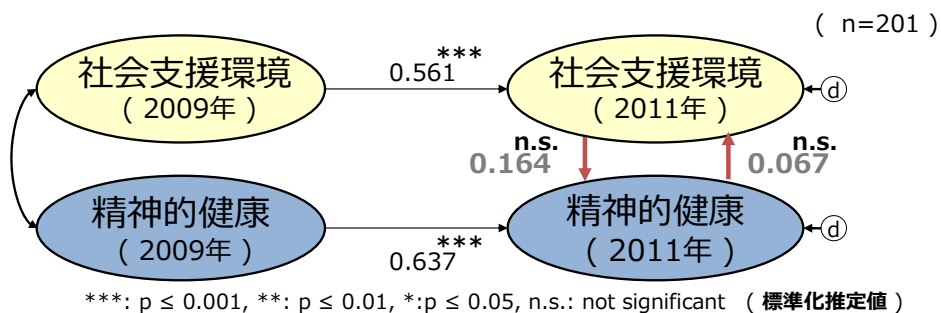 ( n=201 )
社会支援環境
( 2009年 )
***
0.561
社会支援環境
( 2011年 )
d
n.s.
0.164
n.s.
0.067
精神的健康
( 2009年 )
***
0.637
精神的健康
( 2011年 )
d
***: p ≤ 0.001, **: p ≤ 0.01, *:p ≤ 0.05, n.s.: not significant ( 標準化推定値 )